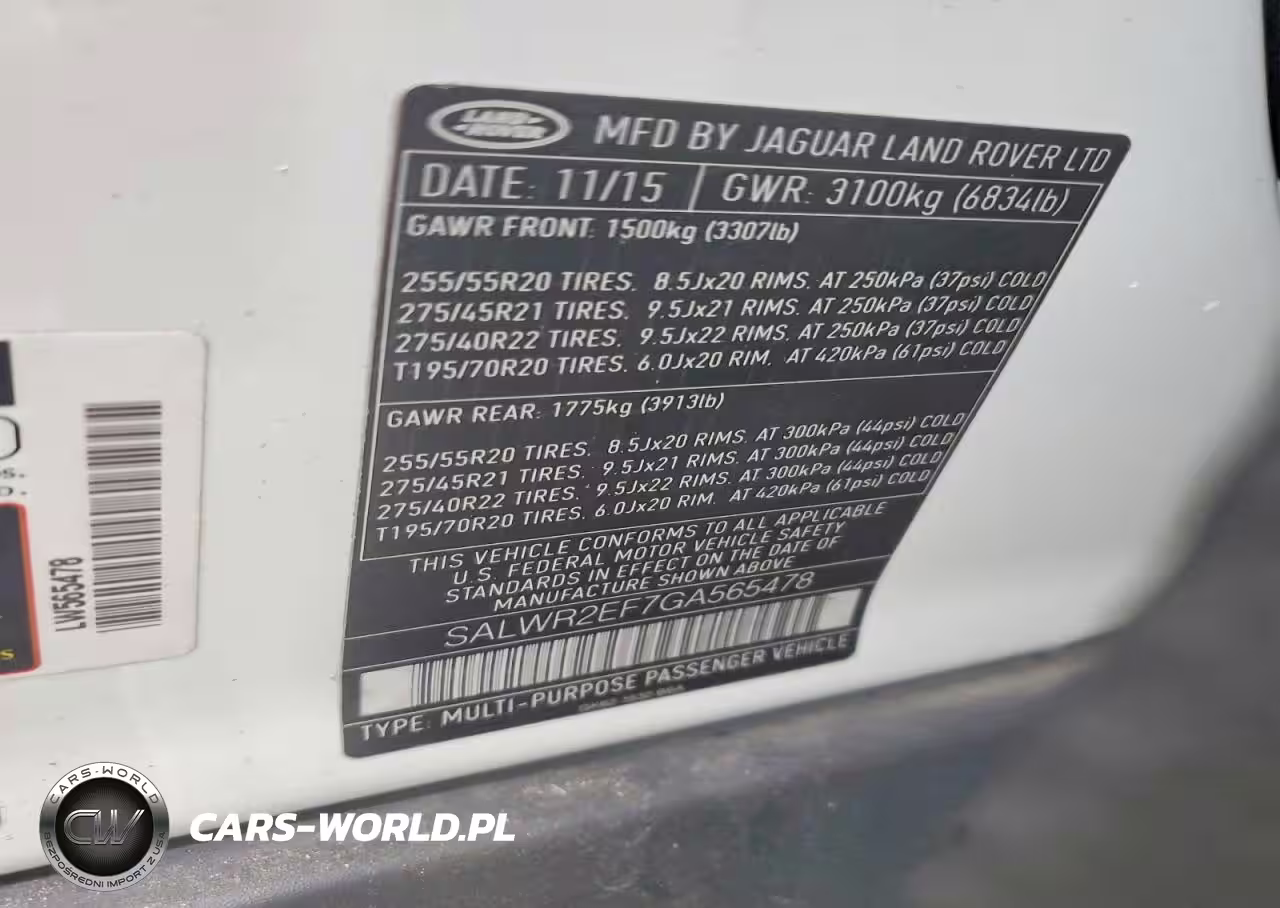 LAND-
-ROVER
MFD BY JAGUAR LAND ROVER LTD
DATE: 11/15 GWR: 3100kg (6834lb)
GAWR FRONT: 1500kg (3307lb)
255/55R20 TIRES. 8.5Jx20 RIMS. AT 250kPa (37psi) COLD
275/45R21 TIRES. 9.5Jx21 RIMS. AT 250kPa (37psi) COLD
275/40R22 TIRES. 9.5Jx22 RIMS. AT 250kPa (37psi) COLD
T195/70R20 TIRES. 6.0Jx20 RIM. AT 420kPa (61psi) COLD
GAWR REAR: 1775kg (3913lb)
255/55R20 TIRES. 8.5Jx20 RIMS. AT 300kPa (44psi) COLD
275/45R21 TIRES. 9.5Jx21 RIMS. AT 300kPa (44psi) COLD
275/40R22 TIRES. 9.5Jx22 RIMS. AT 300kPa (44psi) COLD
T195/70R20 TIRES. 6.0Jx20 RIM. AT 420kPa (61psi) COLD
THIS VEHICLE CONFORMS TO ALL APPLICABLE
U.S. FEDERAL MOTOR VEHICLE SAFETY
STANDARDS IN EFFECT ON THE DATE OF
MANUFACTURE SHOWN ABOVE
SALWR2EF7GA565478
TYPE: MULTI-PURPOSE PASSENGER VEHICLE
LW565478
CARS-WORLD
CW
BEZPOŚREDNI IMPORT Z USA
CARS-WORLD.PL